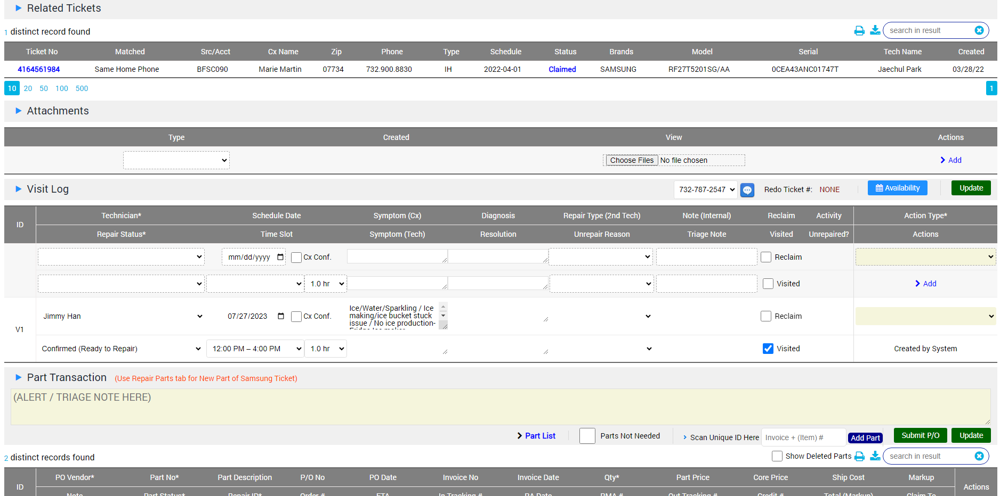 Related Tickets
1 distinct record found search in result
Ticket No Matched Src/Acct Cx Name Zip Phone Type Schedule Status Brands Model Serial Tech Name Created
4164561984 Same Home Phone BFSC090 Marie Martin 07734 732.900.8830 IH 2022-04-01 Claimed SAMSUNG RF27T5201SG/AA 0CEA43ANC01747T Jaechul Park 03/28/22
10 20 50 100 500 1
Attachments
Type Created View Actions
Choose Files No file chosen Add
Visit Log 732-787-2547 Redo Ticket #: NONE Availability Update
ID
Technician* Schedule Date Symptom (Cx) Diagnosis Repair Type (2nd Tech) Note (Internal) Reclaim Activity Action Type*
Repair Status* Time Slot Symptom (Tech) Resolution Unrepair Reason Triage Note Visited Unrepaired? Actions
mm/dd/yyyy Cx Conf. Reclaim
1.0 hr Visited Add
V1
Jimmy Han 07/27/2023 Cx Conf. Reclaim
Ice/Water/Sparkling / Ice
making/ice bucket stuck
issue / No ice production-
Fridge Ice maker
Confirmed (Ready to Repair) 12:00 PM – 4:00 PM 1.0 hr Visited Created by System
Part Transaction (Use Repair Parts tab for New Part of Samsung Ticket)
(ALERT / TRIAGE NOTE HERE)
Part List Parts Not Needed Scan Unique ID Here Invoice + (Item) # Add Part Submit P/O Update
2 distinct records found Show Deleted Parts search in result
ID
PO Vendor* Part No* Part Description P/O No PO Date Invoice No Invoice Date Qty* Part Price Core Price Ship Cost Markup
Actions
Note Part Status* Repair ID* Order # ETA In Tracking # RA Date RMA # Out Tracking # Credit # Total (Markup) Claim To